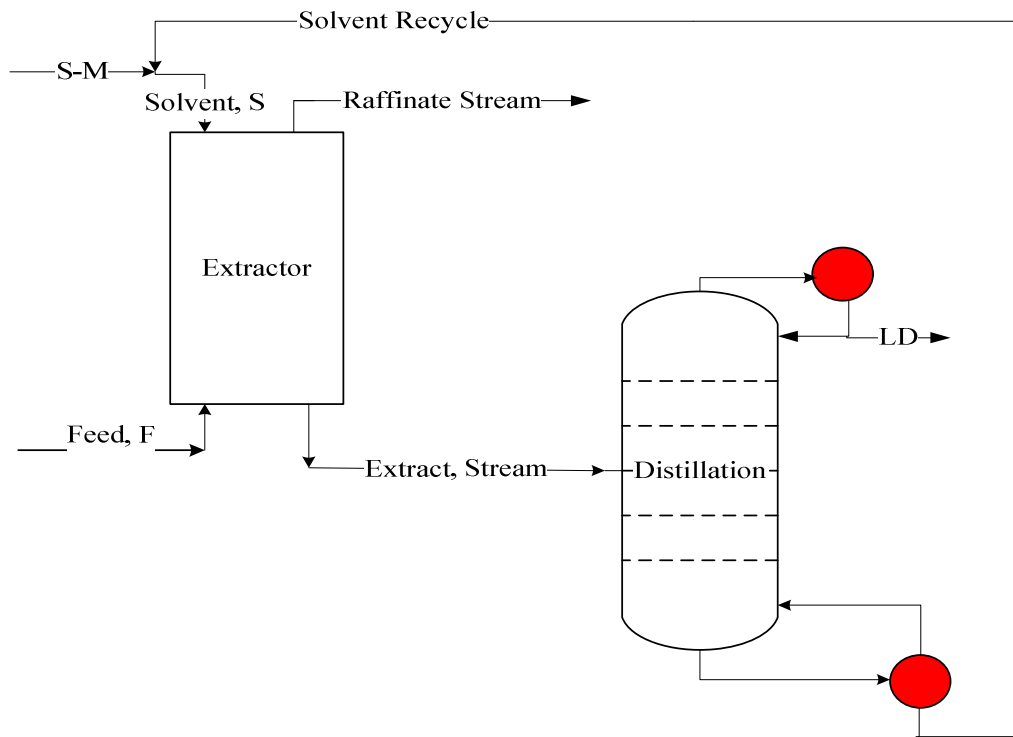 Solvent Recycle
S-M
Solvent, S
Raffinate Stream
Extractor
LD
Feed, F
Extract, Stream
Distillation